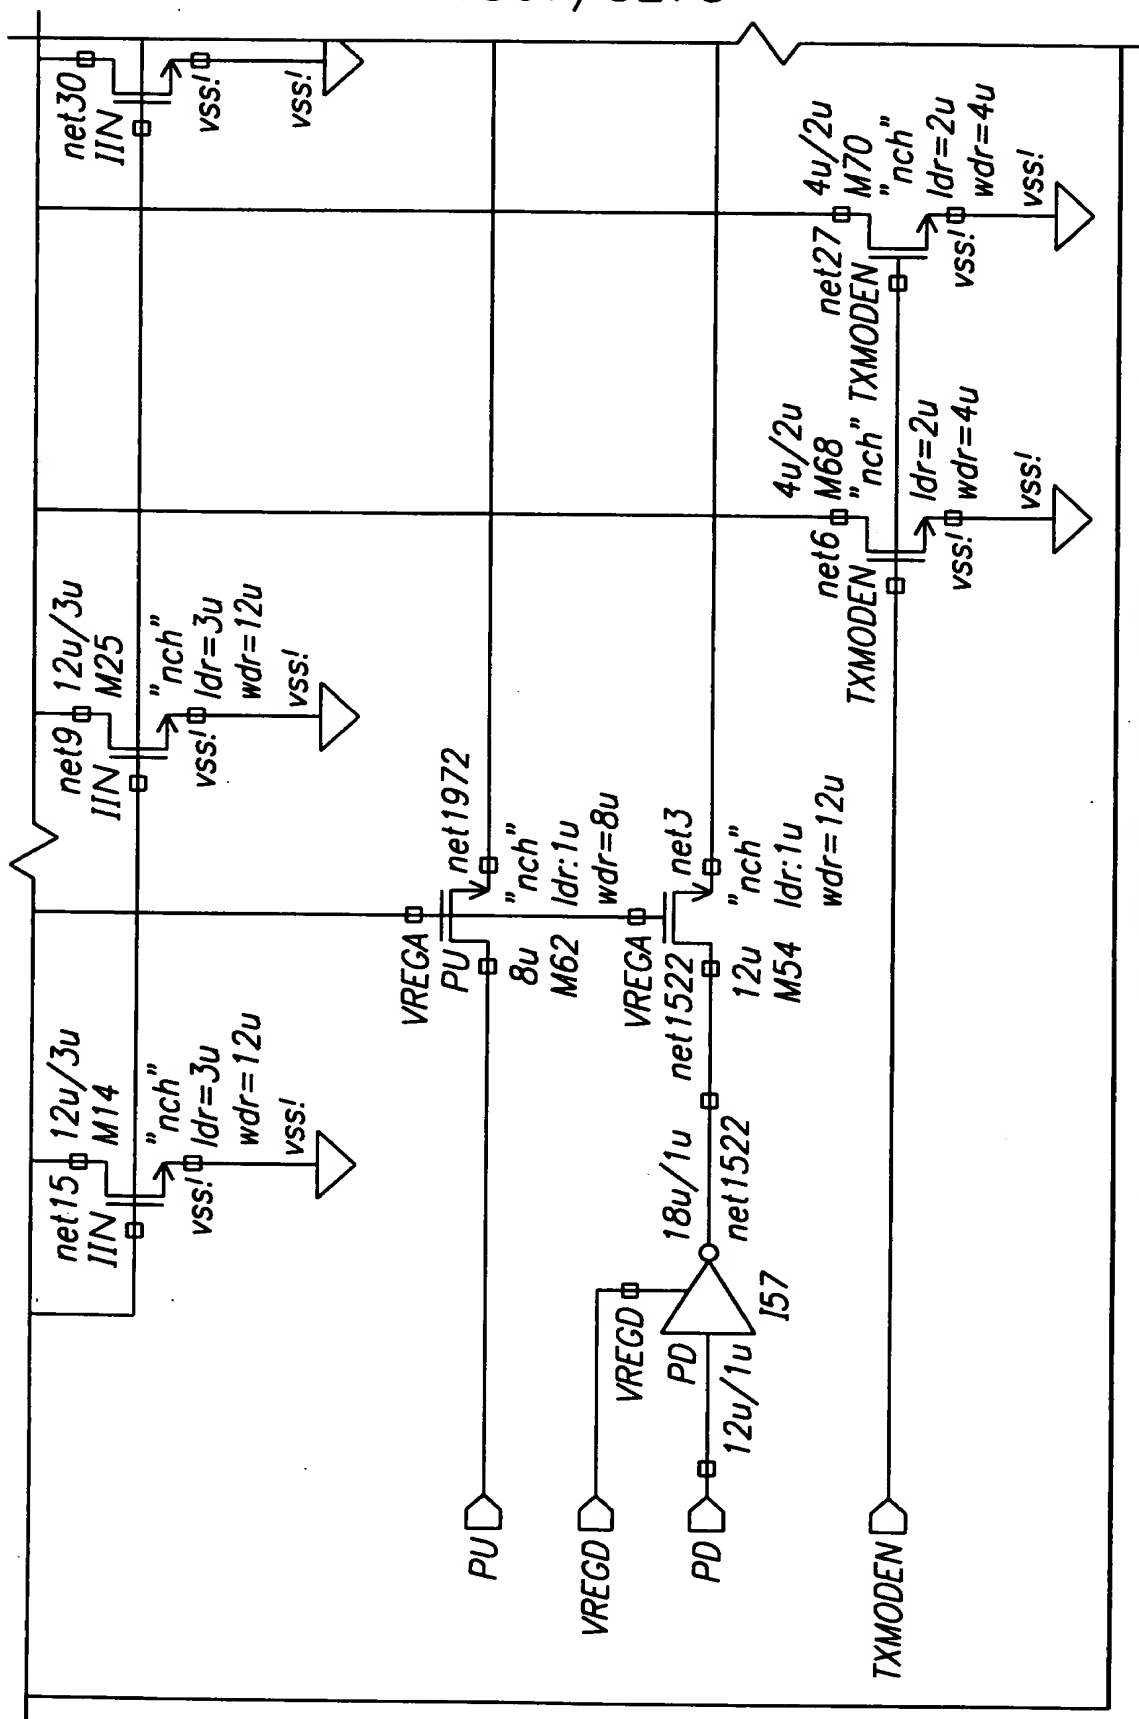 net15
IIN
12u/3u
M14
"nch"
ldr=3u
wdr=12u
vss!
vss!
net9
IIN
12u/3u
M25
"nch"
ldr=3u
wdr=12u
vss!
vss!
net30
IIN
vss!
vss!
PU
VREGA
PU
8u
M62
net1972
"nch"
ldr:1u
wdr=8u
VREGD
VREGD
PD
PD
12u/1u
I57
18u/1u
net1522
VREGA
net1522
12u
M54
net3
"nch"
ldr:1u
wdr=12u
TXMODEN
TXMODEN
net6
4u/2u
M68
"nch"
ldr=2u
wdr=4u
vss!
vss!
TXMODEN
net27
4u/2u
M70
"nch"
ldr=2u
wdr=4u
vss!
vss!